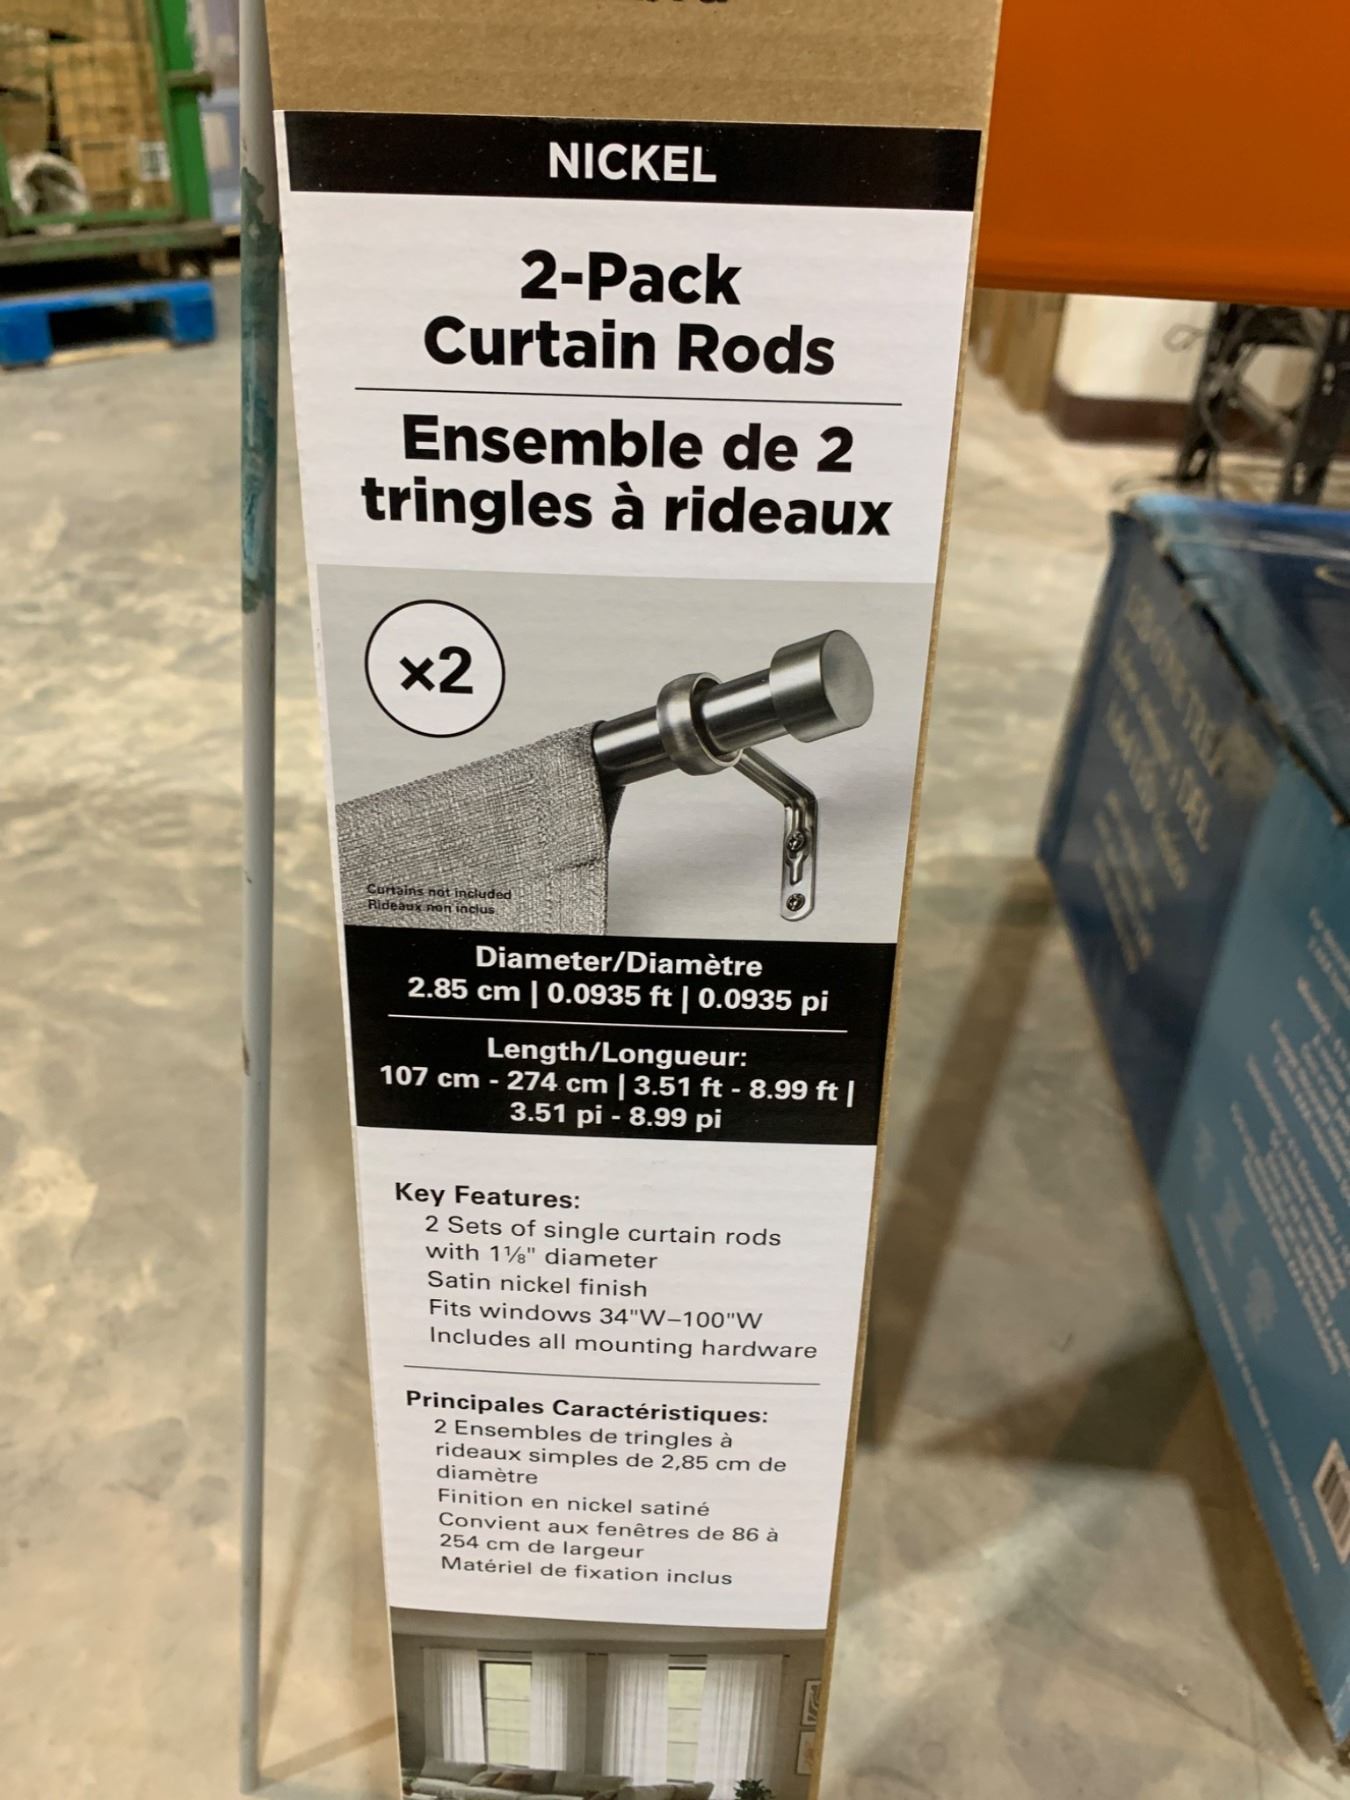 NICKEL
2-Pack
Curtain Rods
Ensemble de 2
tringles à rideaux
×2
Curtains not included
Rideaux non inclus
Diameter/Diamètre
2.85 cm | 0.0935 ft | 0.0935 pi
Length/Longueur:
107 cm - 274 cm | 3.51 ft - 8.99 ft |
3.51 pi - 8.99 pi
Key Features:
2 Sets of single curtain rods
with 1⅛" diameter
Satin nickel finish
Fits windows 34"W–100"W
Includes all mounting hardware
Principales Caractéristiques:
2 Ensembles de tringles à
rideaux simples de 2,85 cm de
diamètre
Finition en nickel satiné
Convient aux fenêtres de 86 à
254 cm de largeur
Matériel de fixation inclus